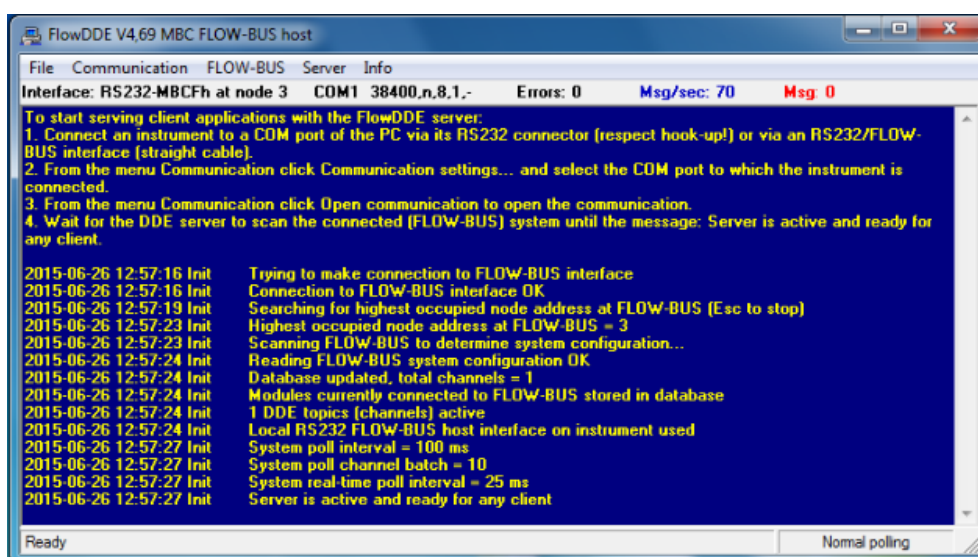 FlowDDE V4,69 MBC FLOW-BUS host
File Communication FLOW-BUS Server Info
Interface: RS232-MBCFh at node 3 COM1 38400,n,8,1,- Errors: 0 Msg/sec: 70 Msg: 0
To start serving client applications with the FlowDDE server:
1. Connect an instrument to a COM port of the PC via its RS232 connector (respect hook-up!) or via an RS232/FLOW-
BUS interface (straight cable).
2. From the menu Communication click Communication settings... and select the COM port to which the instrument is
connected.
3. From the menu Communication click Open communication to open the communication.
4. Wait for the DDE server to scan the connected (FLOW-BUS) system until the message: Server is active and ready for
any client.
2015-06-26 12:57:16 Init Trying to make connection to FLOW-BUS interface
2015-06-26 12:57:16 Init Connection to FLOW-BUS interface OK
2015-06-26 12:57:19 Init Searching for highest occupied node address at FLOW-BUS (Esc to stop)
2015-06-26 12:57:23 Init Highest occupied node address at FLOW-BUS = 3
2015-06-26 12:57:23 Init Scanning FLOW-BUS to determine system configuration...
2015-06-26 12:57:24 Init Reading FLOW-BUS system configuration OK
2015-06-26 12:57:24 Init Database updated, total channels = 1
2015-06-26 12:57:24 Init Modules currently connected to FLOW-BUS stored in database
2015-06-26 12:57:24 Init 1 DDE topics (channels) active
2015-06-26 12:57:24 Init Local RS232 FLOW-BUS host interface on instrument used
2015-06-26 12:57:27 Init System poll interval = 100 ms
2015-06-26 12:57:27 Init System poll channel batch = 10
2015-06-26 12:57:27 Init System real-time poll interval = 25 ms
2015-06-26 12:57:27 Init Server is active and ready for any client
Ready Normal polling